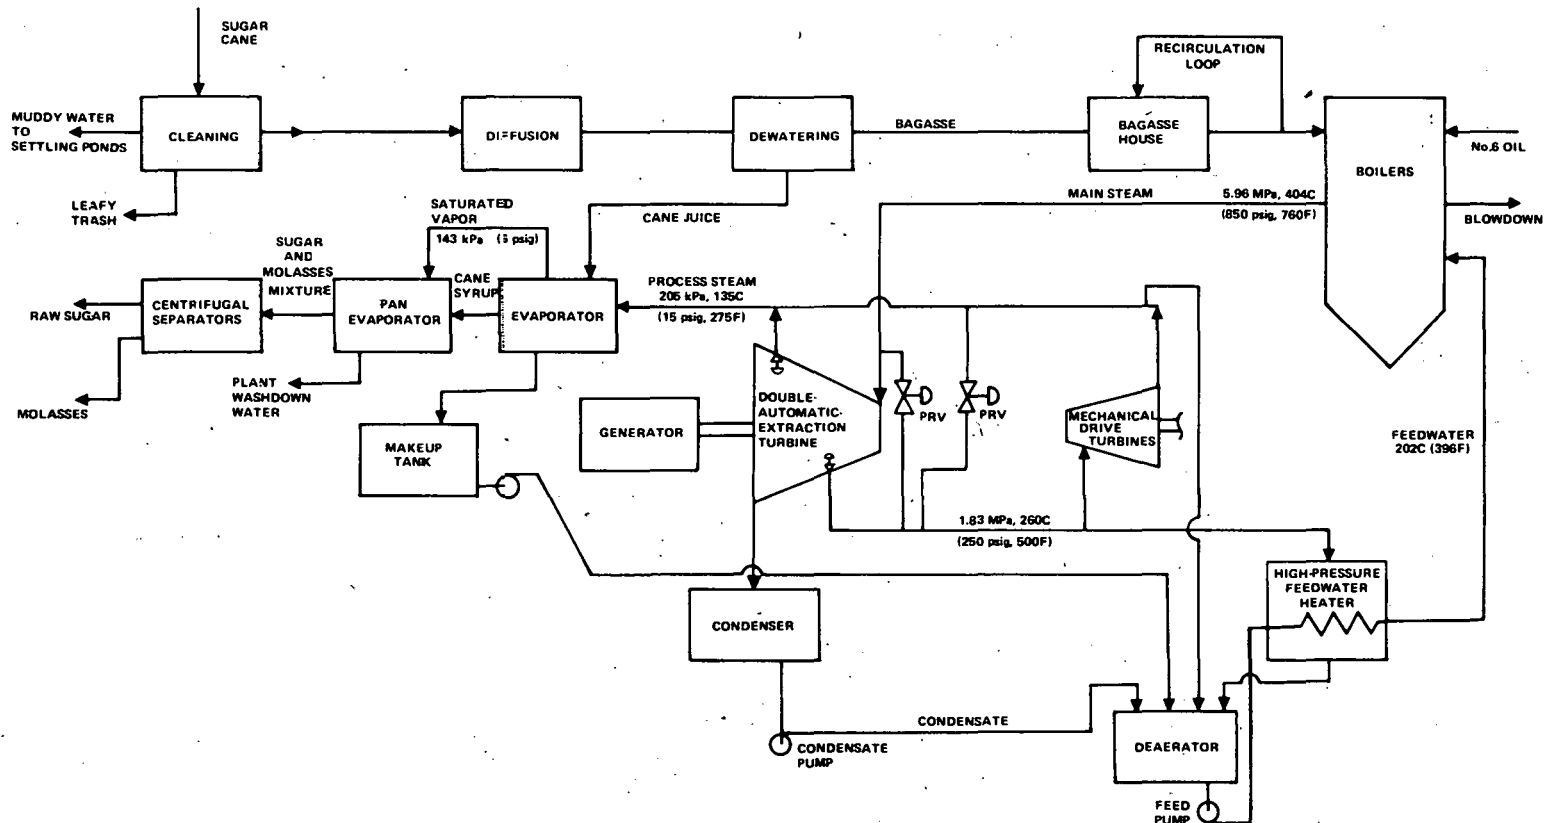 SUGAR
CANE
RECIRCULATION
LOOP
MUDDY WATER
TO
SETTLING PONDS
CLEANING
DIFFUSION
DEWATERING
BAGASSE
BAGASSE
HOUSE
No.6 OIL
BOILERS
LEAFY
TRASH
SATURATED
VAPOR
143 kPa (5 psig)
CANE JUICE
MAIN STEAM
5.96 MPa, 404C
(850 psig, 760F)
BLOWDOWN
SUGAR
AND
MOLASSES
MIXTURE
CANE
SYRUP
PROCESS STEAM
205 kPa, 135C
(15 psig, 275F)
RAW SUGAR
CENTRIFUGAL
SEPARATORS
PAN
EVAPORATOR
EVAPORATOR
PLANT
WASHDOWN
WATER
MOLASSES
MAKEUP
TANK
GENERATOR
DOUBLE-
AUTOMATIC-
EXTRACTION
TURBINE
PRV
PRV
MECHANICAL
DRIVE
TURBINES
FEEDWATER
202C (396F)
1.83 MPa, 260C
(250 psig, 500F)
HIGH-PRESSURE
FEEDWATER
HEATER
CONDENSER
CONDENSATE
CONDENSATE
PUMP
DEAERATOR
FEED
PUMP